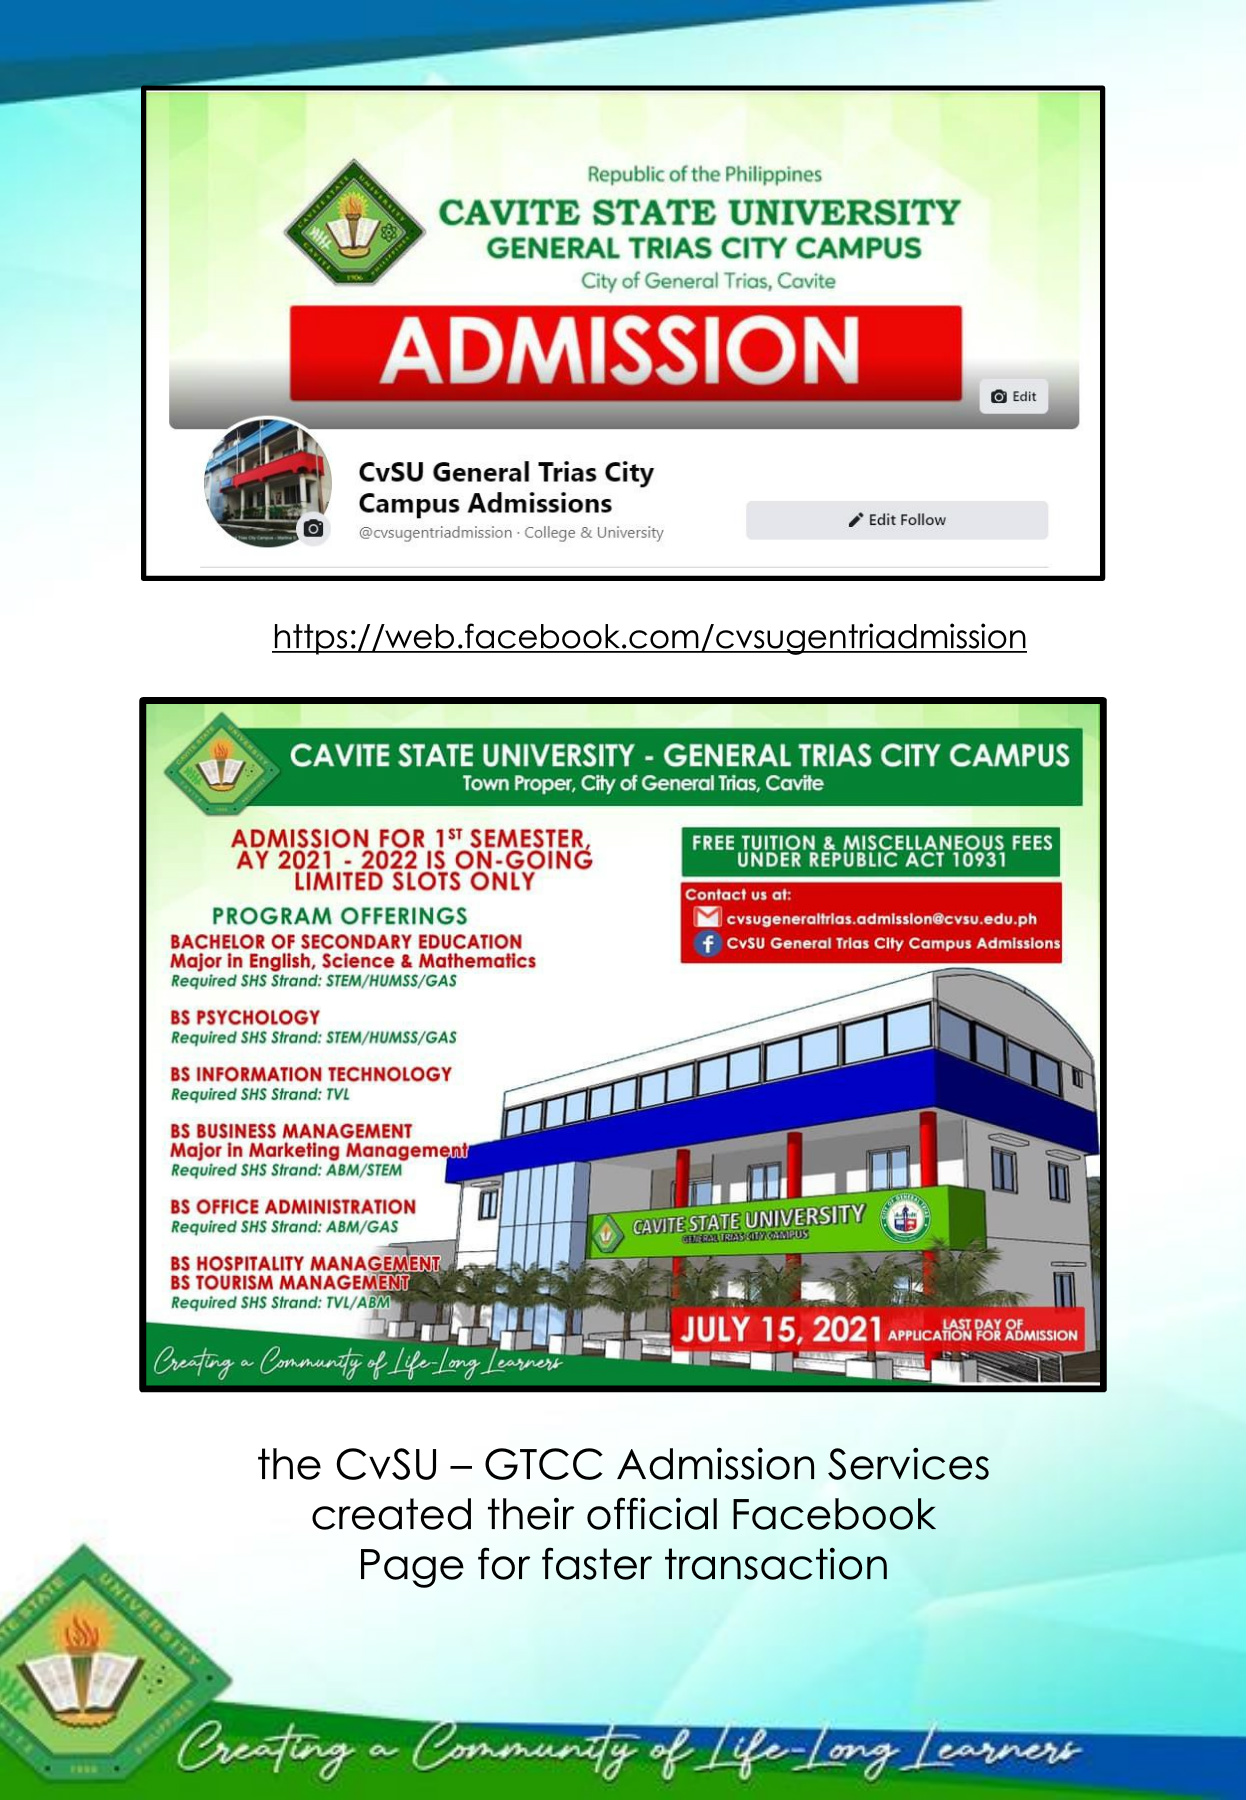 Republic of the Philippines
CAVITE STATE UNIVERSITY
GENERAL TRIAS CITY CAMPUS
City of General Trias, Cavite
ADMISSION
Edit
CvSU General Trias City
Campus Admissions
@cvsugentriadmission · College & University
Edit Follow
https://web.facebook.com/cvsugentriadmission
CAVITE STATE UNIVERSITY - GENERAL TRIAS CITY CAMPUS
Town Proper, City of General Trias, Cavite
ADMISSION FOR 1ST SEMESTER,
AY 2021 - 2022 IS ON-GOING
LIMITED SLOTS ONLY
FREE TUITION & MISCELLANEOUS FEES
UNDER REPUBLIC ACT 10931
Contact us at:
cvsugeneraltrias.admission@cvsu.edu.ph
CvSU General Trias City Campus Admissions
PROGRAM OFFERINGS
BACHELOR OF SECONDARY EDUCATION
Major in English, Science & Mathematics
Required SHS Strand: STEM/HUMSS/GAS
BS PSYCHOLOGY
Required SHS Strand: STEM/HUMSS/GAS
BS INFORMATION TECHNOLOGY
Required SHS Strand: TVL
BS BUSINESS MANAGEMENT
Major in Marketing Management
Required SHS Strand: ABM/STEM
BS OFFICE ADMINISTRATION
Required SHS Strand: ABM/GAS
BS HOSPITALITY MANAGEMENT
BS TOURISM MANAGEMENT
Required SHS Strand: TVL/ABM
CAVITE STATE UNIVERSITY
GENERAL TRIAS CITY CAMPUS
JULY 15, 2021
LAST DAY OF
APPLICATION FOR ADMISSION
Creating a Community of Life-Long Learners
the CvSU – GTCC Admission Services
created their official Facebook
Page for faster transaction
Creating a Community of Life-Long Learners